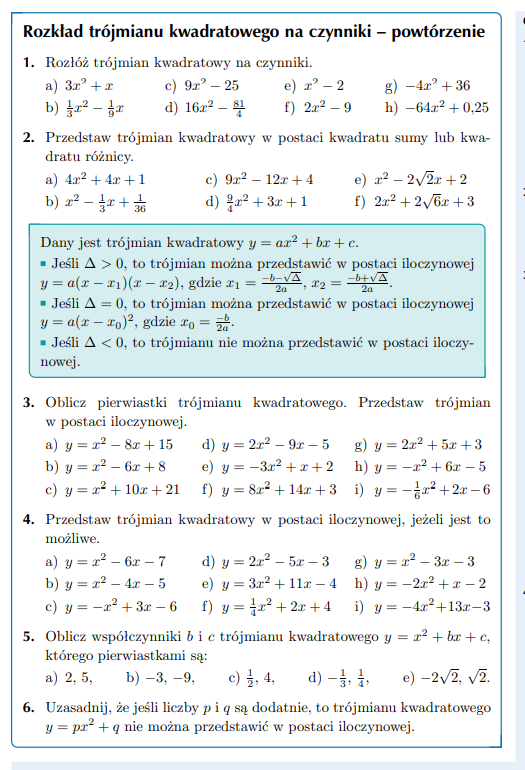 Rozkład trójmianu kwadratowego na czynniki – powtórzenie
1. Rozłóż trójmian kwadratowy na czynniki.
a) 3x² + x c) 9x² − 25 e) x² − 2 g) −4x² + 36
b) 1/3x² − 1/9x d) 16x² − 81/4 f) 2x² − 9 h) −64x² + 0,25
2. Przedstaw trójmian kwadratowy w postaci kwadratu sumy lub kwa-
dratu różnicy.
a) 4x² + 4x + 1 c) 9x² − 12x + 4 e) x² − 2√2x + 2
b) x² − 1/3x + 1/36 d) 9/4x² + 3x + 1 f) 2x² + 2√6x + 3
Dany jest trójmian kwadratowy y = ax² + bx + c.
▪ Jeśli Δ > 0, to trójmian można przedstawić w postaci iloczynowej
y = a(x − x₁)(x − x₂), gdzie x₁ = (−b−√Δ)/2a, x₂ = (−b+√Δ)/2a.
▪ Jeśli Δ = 0, to trójmian można przedstawić w postaci iloczynowej
y = a(x − x₀)², gdzie x₀ = −b/2a.
▪ Jeśli Δ < 0, to trójmianu nie można przedstawić w postaci iloczy-
nowej.
3. Oblicz pierwiastki trójmianu kwadratowego. Przedstaw trójmian
w postaci iloczynowej.
a) y = x² − 8x + 15 d) y = 2x² − 9x − 5 g) y = 2x² + 5x + 3
b) y = x² − 6x + 8 e) y = −3x² + x + 2 h) y = −x² + 6x − 5
c) y = x² + 10x + 21 f) y = 8x² + 14x + 3 i) y = −1/6x² + 2x − 6
4. Przedstaw trójmian kwadratowy w postaci iloczynowej, jeżeli jest to
możliwe.
a) y = x² − 6x − 7 d) y = 2x² − 5x − 3 g) y = x² − 3x − 3
b) y = x² − 4x − 5 e) y = 3x² + 11x − 4 h) y = −2x² + x − 2
c) y = −x² + 3x − 6 f) y = 1/4x² + 2x + 4 i) y = −4x²+13x−3
5. Oblicz współczynniki b i c trójmianu kwadratowego y = x² + bx + c,
którego pierwiastkami są:
a) 2, 5, b) −3, −9, c) 1/2, 4, d) −1/3, 1/4, e) −2√2, √2.
6. Uzasadnij, że jeśli liczby p i q są dodatnie, to trójmianu kwadratowego
y = px² + q nie można przedstawić w postaci iloczynowej.